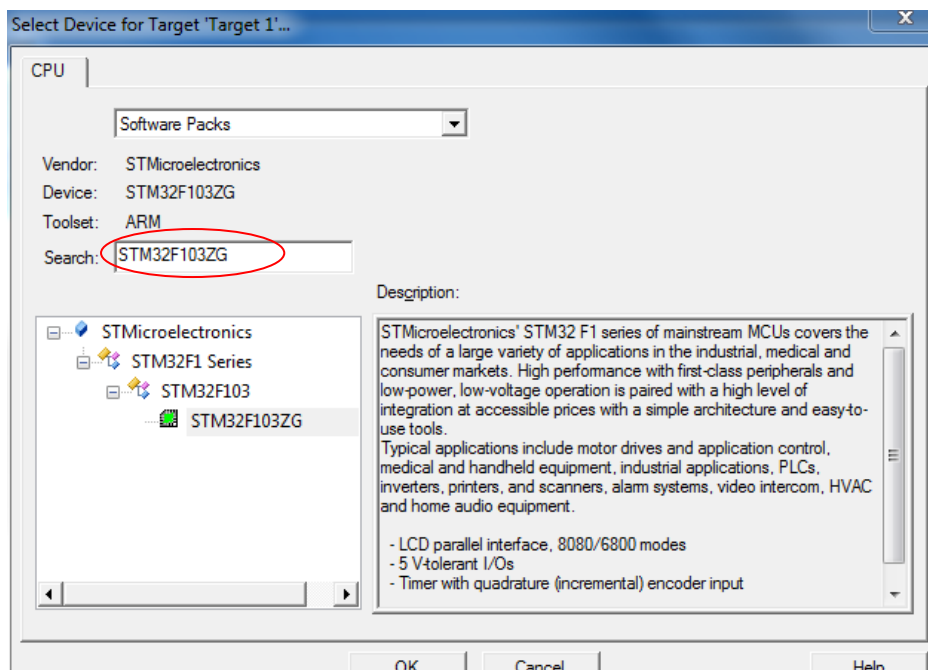 Select Device for Target 'Target 1'...
X
CPU
Software Packs
Vendor: STMicroelectronics
Device: STM32F103ZG
Toolset: ARM
Search: STM32F103ZG
Description:
STMicroelectronics
STM32F1 Series
STM32F103
STM32F103ZG
STMicroelectronics' STM32 F1 series of mainstream MCUs covers the
needs of a large variety of applications in the industrial, medical and
consumer markets. High performance with first-class peripherals and
low-power, low-voltage operation is paired with a high level of
integration at accessible prices with a simple architecture and easy-to-
use tools.
Typical applications include motor drives and application control,
medical and handheld equipment, industrial applications, PLCs,
inverters, printers, and scanners, alarm systems, video intercom, HVAC
and home audio equipment.
- LCD parallel interface, 8080/6800 modes
- 5 V-tolerant I/Os
- Timer with quadrature (incremental) encoder input
OK Cancel Help